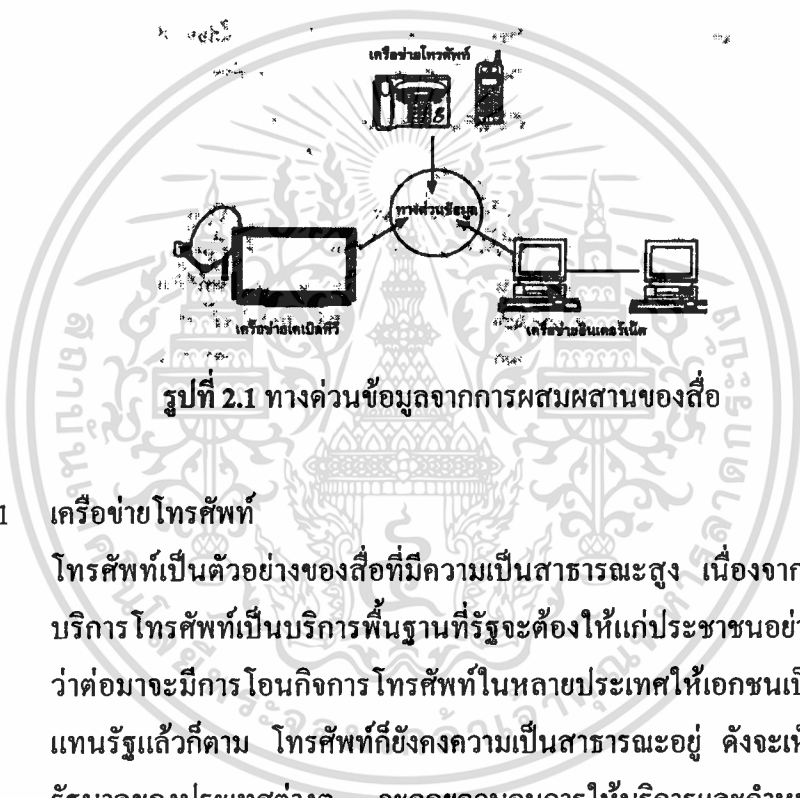 เครือข่ายโทรศัพท์
ทางด่วนข้อมูล
เครือข่ายเคเบิลทีวี
เครือข่ายอินเตอร์เน็ต
รูปที่ 2.1 ทางด่วนข้อมูลจากการผสมผสานของสื่อ
1 เครือข่ายโทรศัพท์
โทรศัพท์เป็นตัวอย่างของสื่อที่มีความเป็นสาธารณะสูง เนื่องจาก
บริการโทรศัพท์เป็นบริการพื้นฐานที่รัฐจะต้องให้แก่ประชาชนอย่า
ว่าต่อมาจะมีการโอนกิจการโทรศัพท์ในหลายประเทศให้เอกชนเป็
แทนรัฐแล้วก็ตาม โทรศัพท์ก็ยังคงความเป็นสาธารณะอยู่ ดังจะเห็